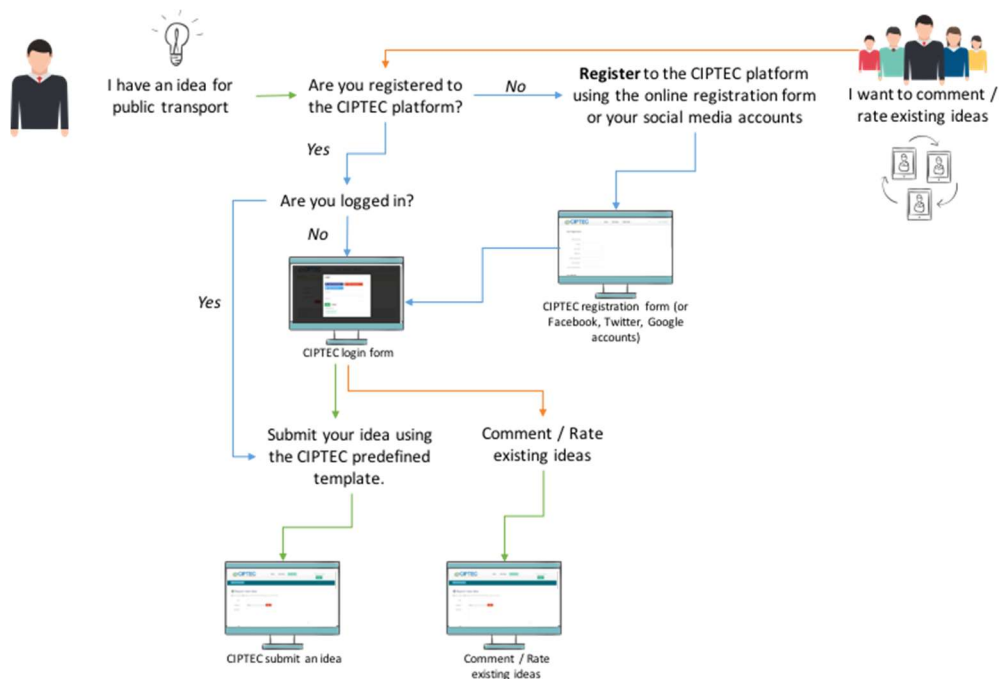 I have an idea for
public transport
Are you registered to
the CIPTEC platform?
No
Register to the CIPTEC platform
using the online registration form
or your social media accounts
I want to comment /
rate existing ideas
Yes
Are you logged in?
No
Yes
CIPTEC
CIPTEC registration form (or
Facebook, Twitter, Google
accounts)
CIPTEC login form
Submit your idea using
the CIPTEC predefined
template.
Comment / Rate
existing ideas
CIPTEC
CIPTEC
CIPTEC submit an idea
Comment / Rate
existing ideas